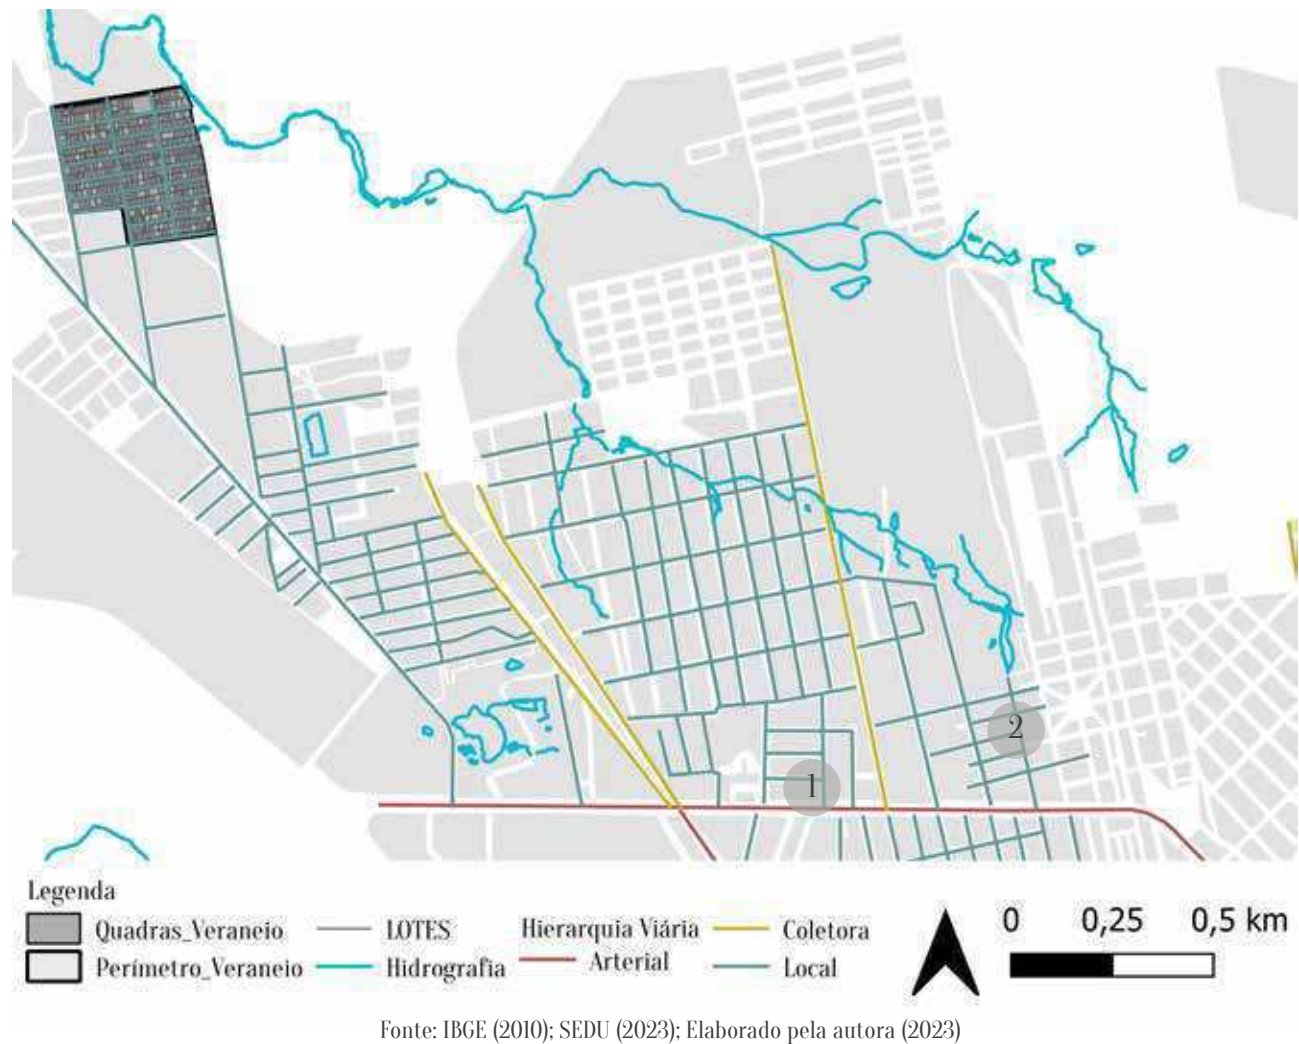 2
1
Legenda
Quadras_Veraneio
LOTES
Hierarquia Viária
Coletora
Perímetro_Veraneio
Hidrografia
Arterial
Local
0 0,25 0,5 km
Fonte: IBGE (2010); SEDU (2023); Elaborado pela autora (2023)